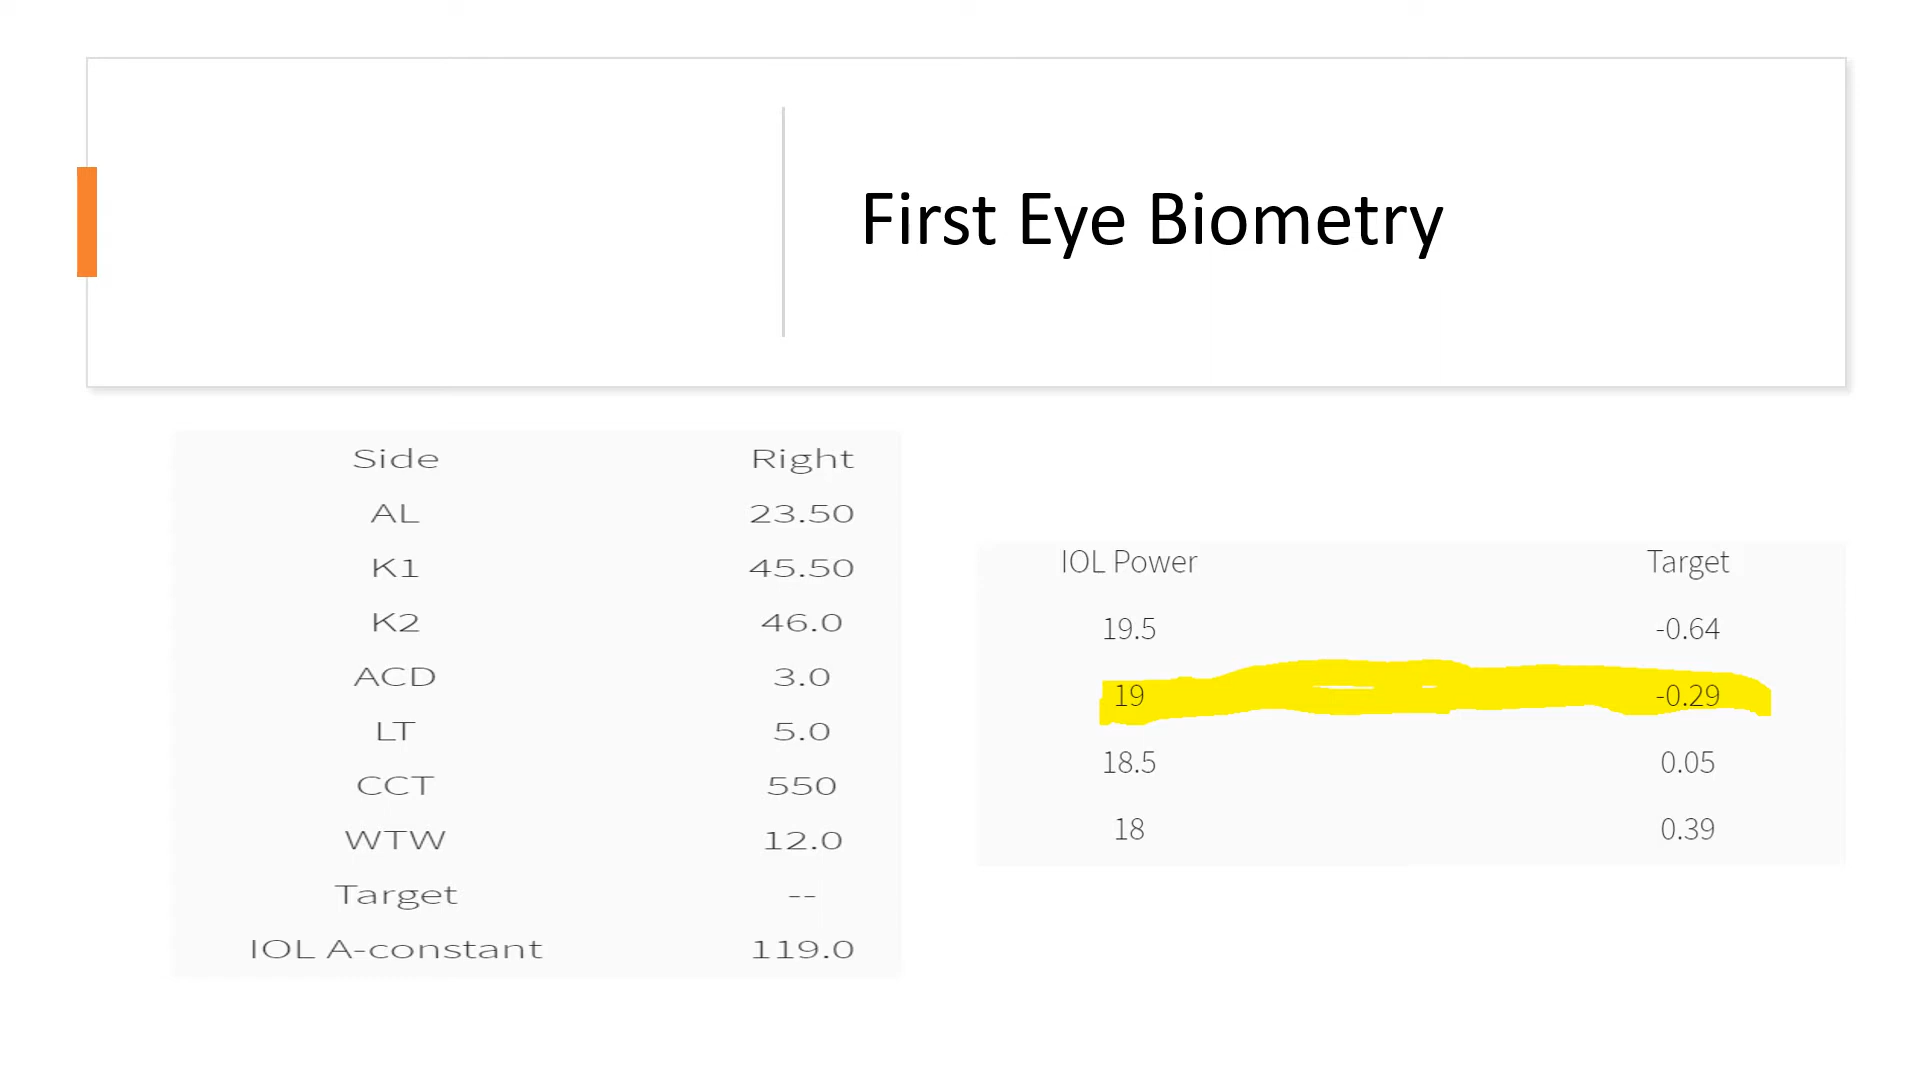 First Eye Biometry
Side Right
AL 23.50
K1 45.50
K2 46.0
ACD 3.0
LT 5.0
CCT 550
WTW 12.0
Target --
IOL A-constant 119.0
IOL Power Target
19.5 -0.64
19 -0.29
18.5 0.05
18 0.39